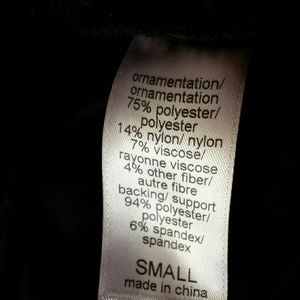 ornamentation/
ornamentation
75% polyester/
polyester
14% nylon/ nylon
7% viscose/
rayonne viscose
4% other fiber/
autre fibre
backing/ support
94% polyester/
polyester
6% spandex/
spandex
SMALL
made in china